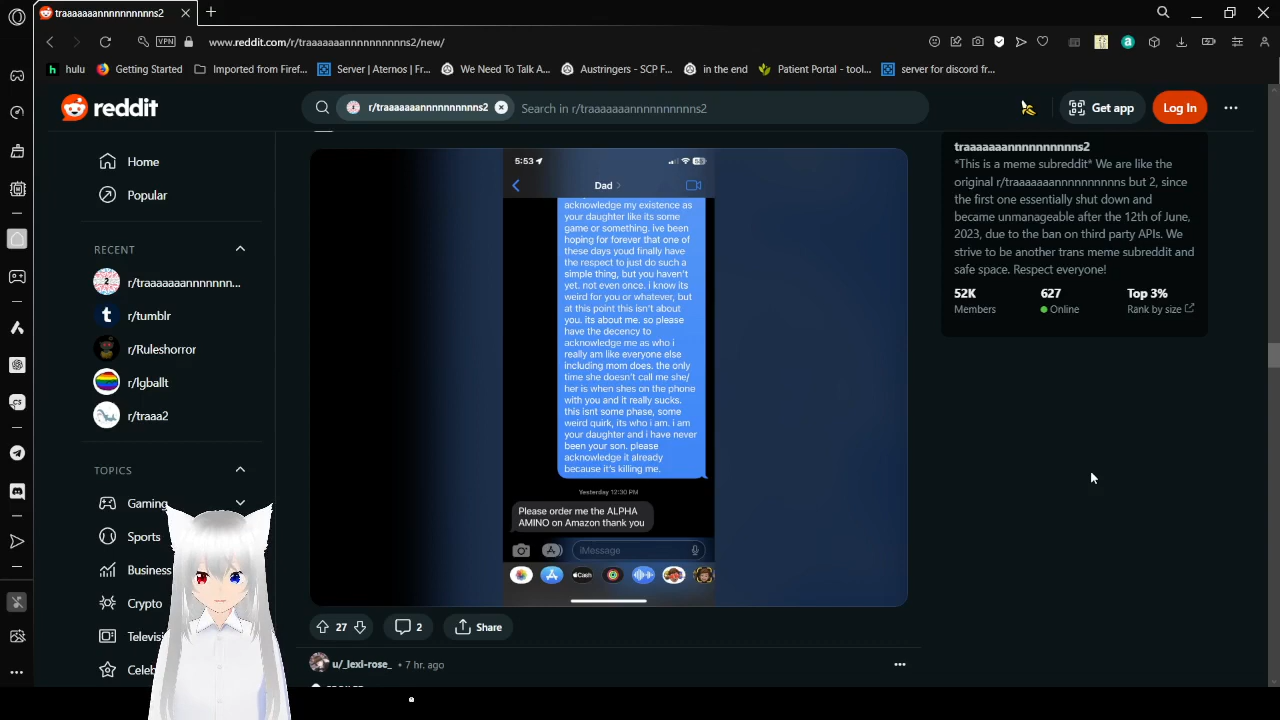 traaaaaaannnnnnnnnns2
VPN
www.reddit.com/r/traaaaaaannnnnnnnnns2/new/
hulu
Getting Started
Imported from Firef...
Server | Aternos | Fr...
We Need To Talk A...
Austringers - SCP F...
in the end
Patient Portal - tool...
server for discord fr...
reddit
r/traaaaaaannnnnnnnnns2
Search in r/traaaaaaannnnnnnnnns2
Get app
Log In
Home
Popular
RECENT
r/traaaaaaannnnnnn...
r/tumblr
r/Ruleshorror
r/lgballt
r/traaa2
TOPICS
Gaming
Sports
Business
Crypto
Televisi
Celeb
5:53
Dad
acknowledge my existence as
your daughter like its some
game or something. ive been
hoping for forever that one of
these days youd finally have
the respect to just do such a
simple thing, but you haven't
yet. not even once. i know its
weird for you or whatever, but
at this point this isn't about
you. its about me. so please
have the decency to
acknowledge me as who i
really am like everyone else
including mom does. the only
time she doesn't call me she/
her is when shes on the phone
with you and it really sucks.
this isnt some phase, some
weird quirk, its who i am. i am
your daughter and i have never
been your son. please
acknowledge it already
because it's killing me.
Yesterday 12:30 PM
Please order me the ALPHA
AMINO on Amazon thank you
iMessage
Cash
27
2
Share
u/_lexi-rose_ • 7 hr. ago
traaaaaaannnnnnnnnns2
*This is a meme subreddit* We are like the
original r/traaaaaaannnnnnnnnns but 2, since
the first one essentially shut down and
became unmanageable after the 12th of June,
2023, due to the ban on third party APIs. We
strive to be another trans meme subreddit and
safe space. Respect everyone!
52K
627
Top 3%
Members
Online
Rank by size